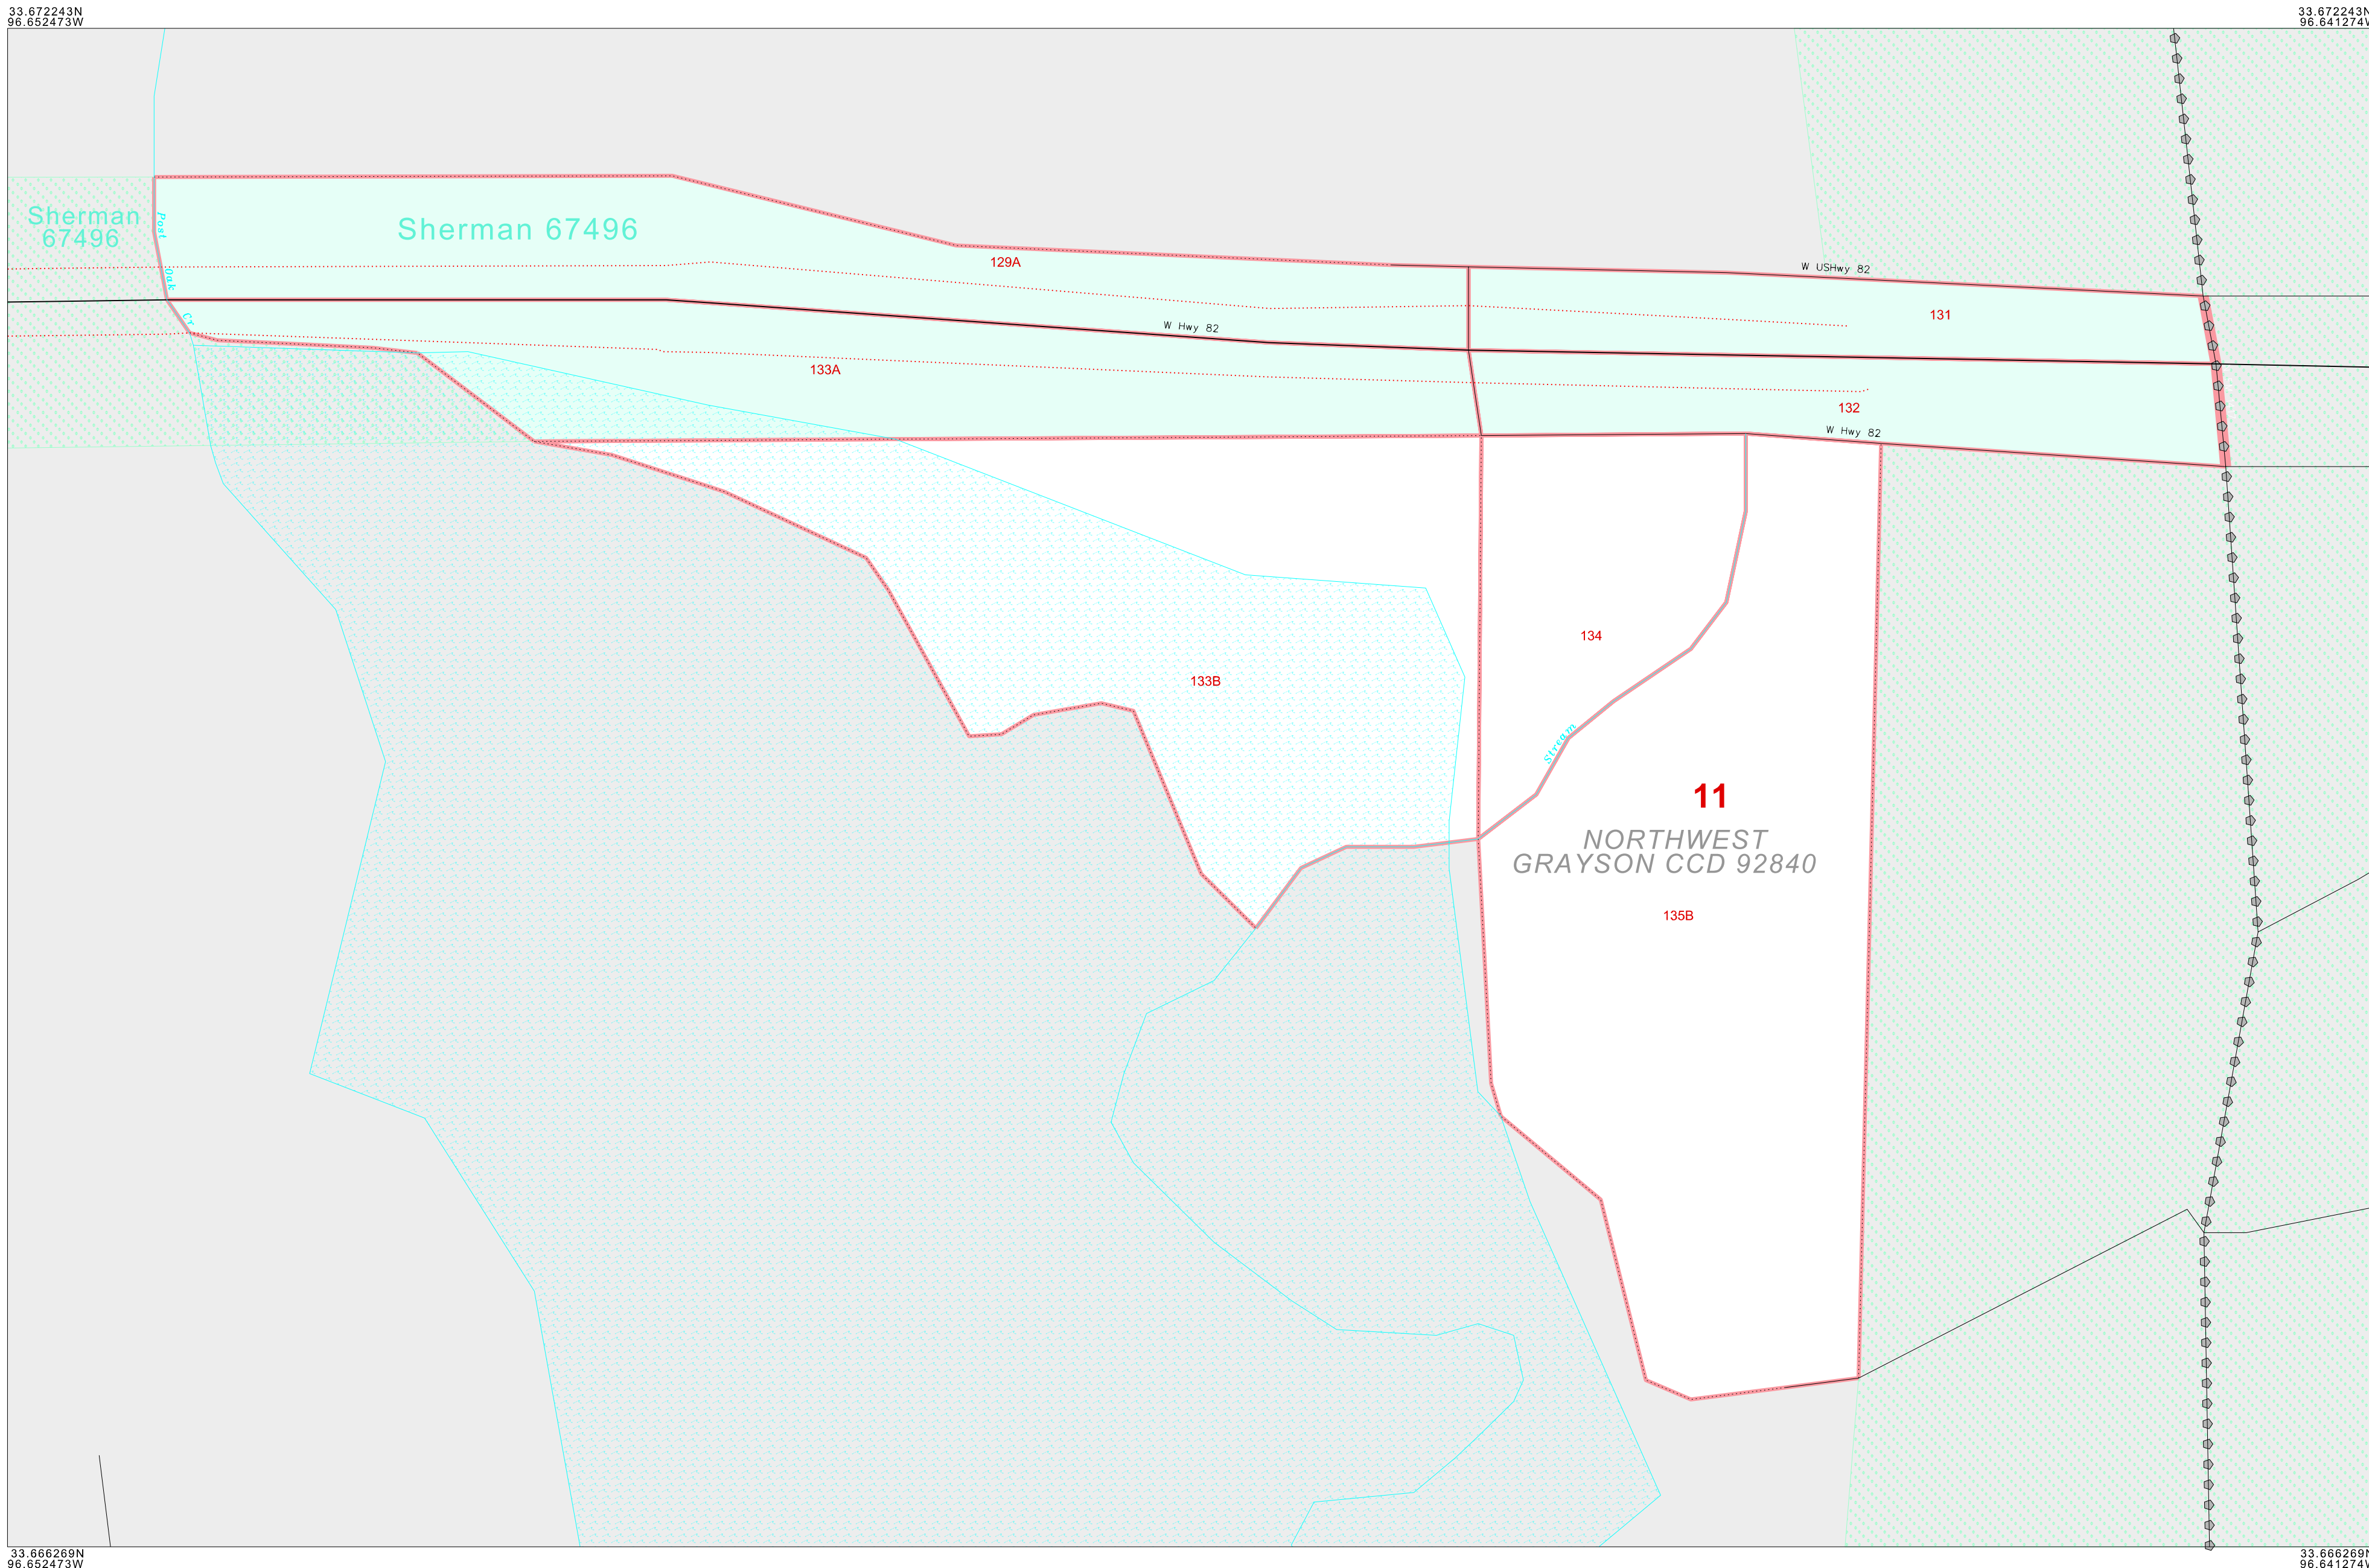 33.672243N
96.652473W
33.672243N
96.641274W
Sherman
67496
Post
Oak
Cr
Sherman 67496
129A
W USHwy 82
131
W Hwy 82
133A
132
W Hwy 82
134
133B
Stream
11
NORTHWEST
GRAYSON CCD 92840
135B
33.666269N
96.652473W
33.666269N
96.641274W